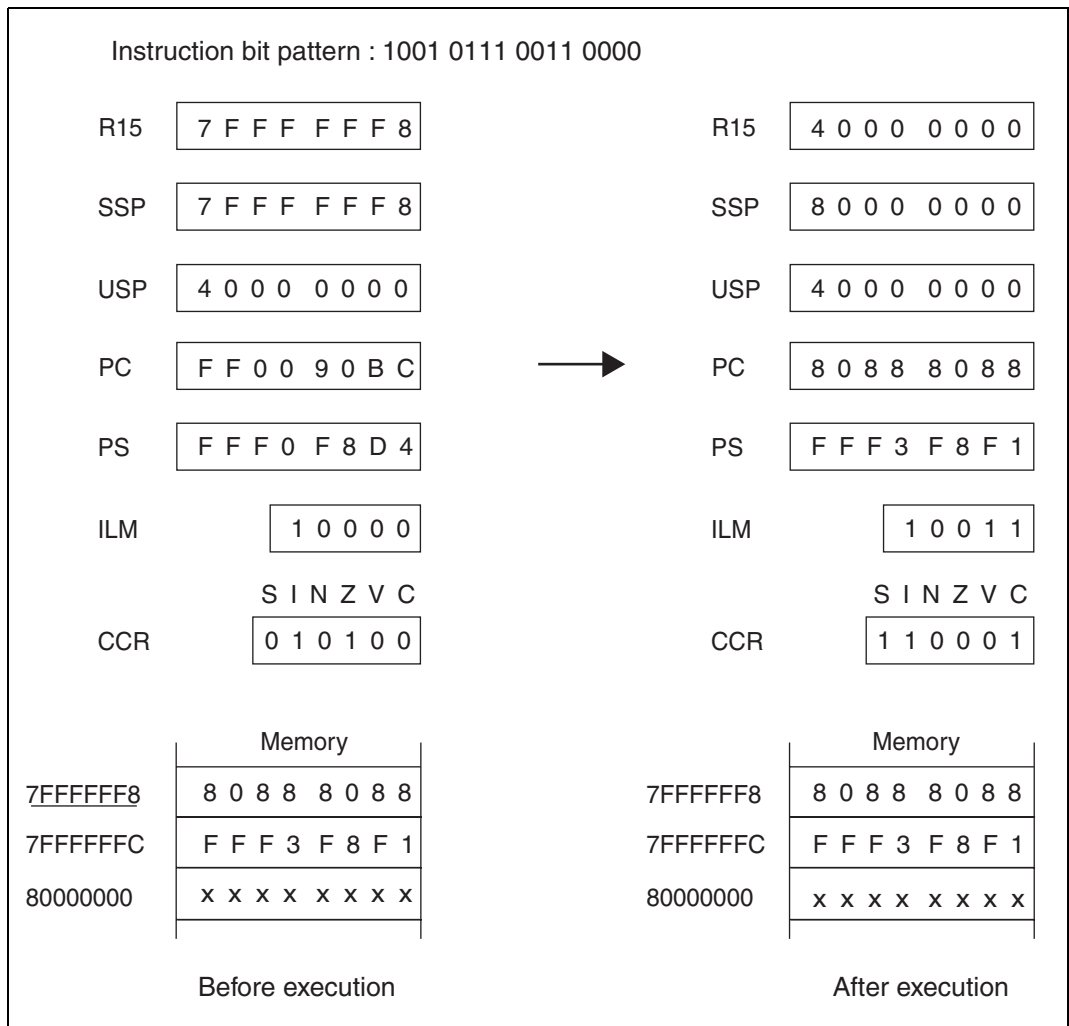 Instruction bit pattern : 1001 0111 0011 0000
R15 7 F F F F F F 8 R15 4 0 0 0 0 0 0 0
SSP 7 F F F F F F 8 SSP 8 0 0 0 0 0 0 0
USP 4 0 0 0 0 0 0 0 USP 4 0 0 0 0 0 0 0
PC F F 0 0 9 0 B C PC 8 0 8 8 8 0 8 8
PS F F F 0 F 8 D 4 PS F F F 3 F 8 F 1
ILM 1 0 0 0 0 ILM 1 0 0 1 1
S I N Z V C S I N Z V C
CCR 0 1 0 1 0 0 CCR 1 1 0 0 0 1
Memory Memory
7FFFFFF8 8 0 8 8 8 0 8 8 7FFFFFF8 8 0 8 8 8 0 8 8
7FFFFFFC F F F 3 F 8 F 1 7FFFFFFC F F F 3 F 8 F 1
80000000 x x x x x x x x 80000000 x x x x x x x x
Before execution After execution